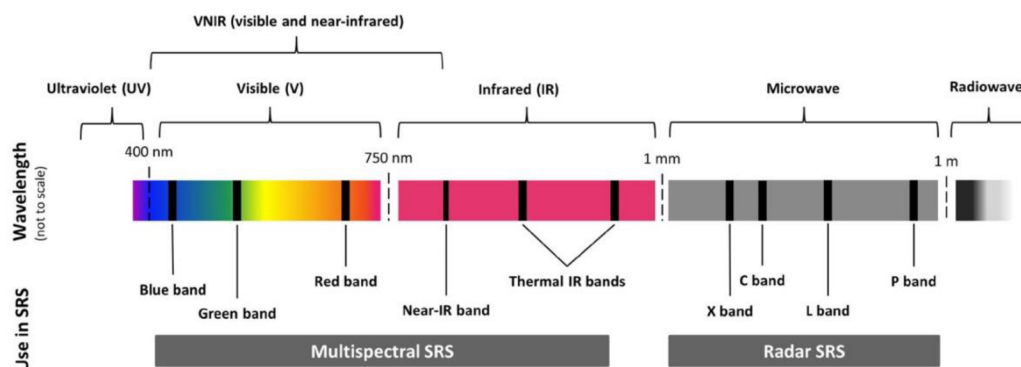 VNIR (visible and near-infrared)
Ultraviolet (UV)
Visible (V)
Infrared (IR)
Microwave
Radiowave
400 nm
750 nm
1 mm
1 m
Wavelength
(not to scale)
Blue band
Green band
Red band
Near-IR band
Thermal IR bands
X band
C band
L band
P band
Use in SRS
Multispectral SRS
Radar SRS